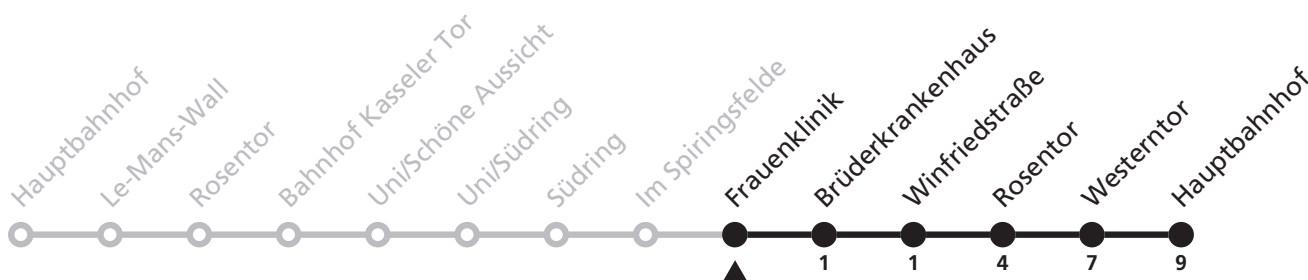 Hauptbahnhof
Le-Mans-Wall
Rosentor
Bahnhof Kasseler Tor
Uni/Schöne Aussicht
Uni/Südring
Südring
Im Spiringsfelde
Frauenklinik
Brüderkrankenhaus
Winfriedstraße
Rosentor
Westerntor
Hauptbahnhof
1 1 4 7 9